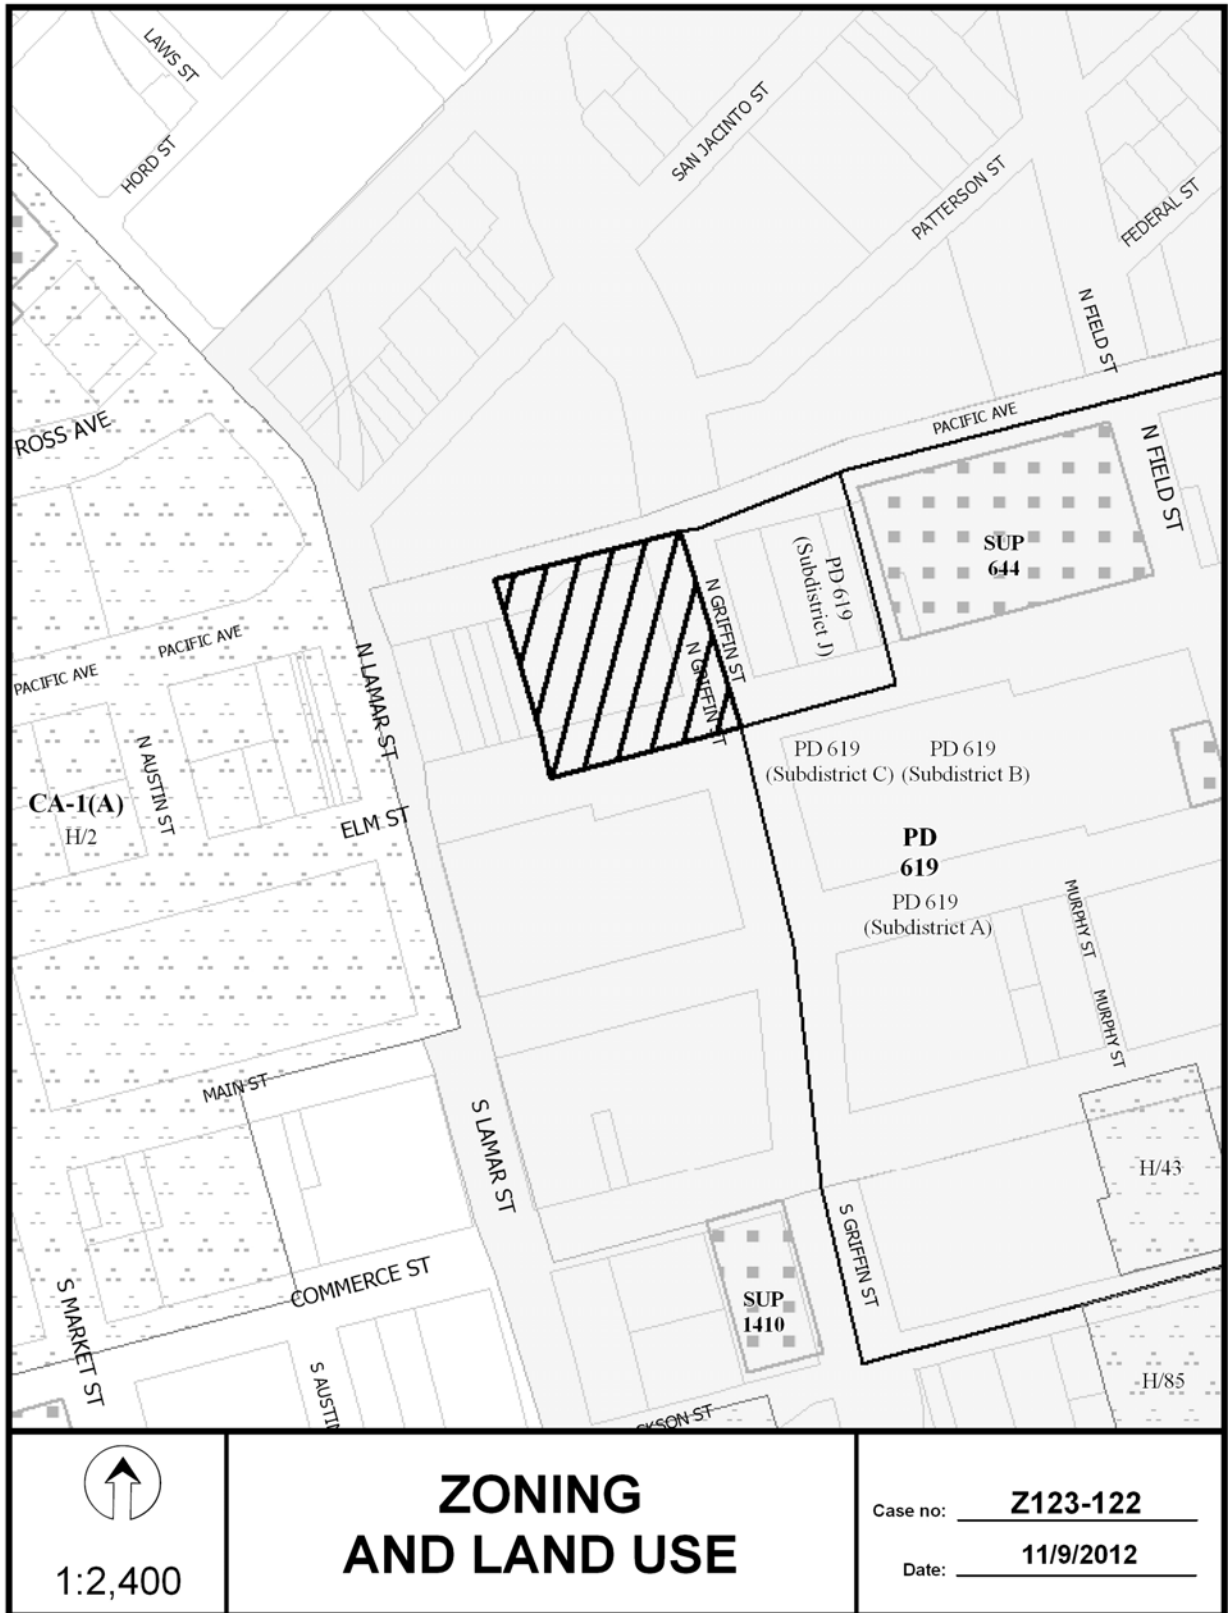 LAWS ST
HORD ST
SAN JACINTO ST
PATTERSON ST
FEDERAL ST
N FIELD ST
ROSS AVE
PACIFIC AVE
N FIELD ST
SUP
644
PD 619
(Subdistrict J)
N GRIFFIN ST
N GRIFFIN ST
PACIFIC AVE
PACIFIC AVE
N LAMAR ST
N AUSTIN ST
CA-1(A)
H/2
ELM ST
PD 619
(Subdistrict C)
PD 619
(Subdistrict B)
PD
619
PD 619
(Subdistrict A)
MURPHY ST
MURPHY ST
MAIN ST
S LAMAR ST
H/43
S GRIFFIN ST
COMMERCE ST
S MARKET ST
SUP
1410
S AUSTIN
H/85
CKSON ST
1:2,400
ZONING
AND LAND USE
Case no: Z123-122
Date: 11/9/2012